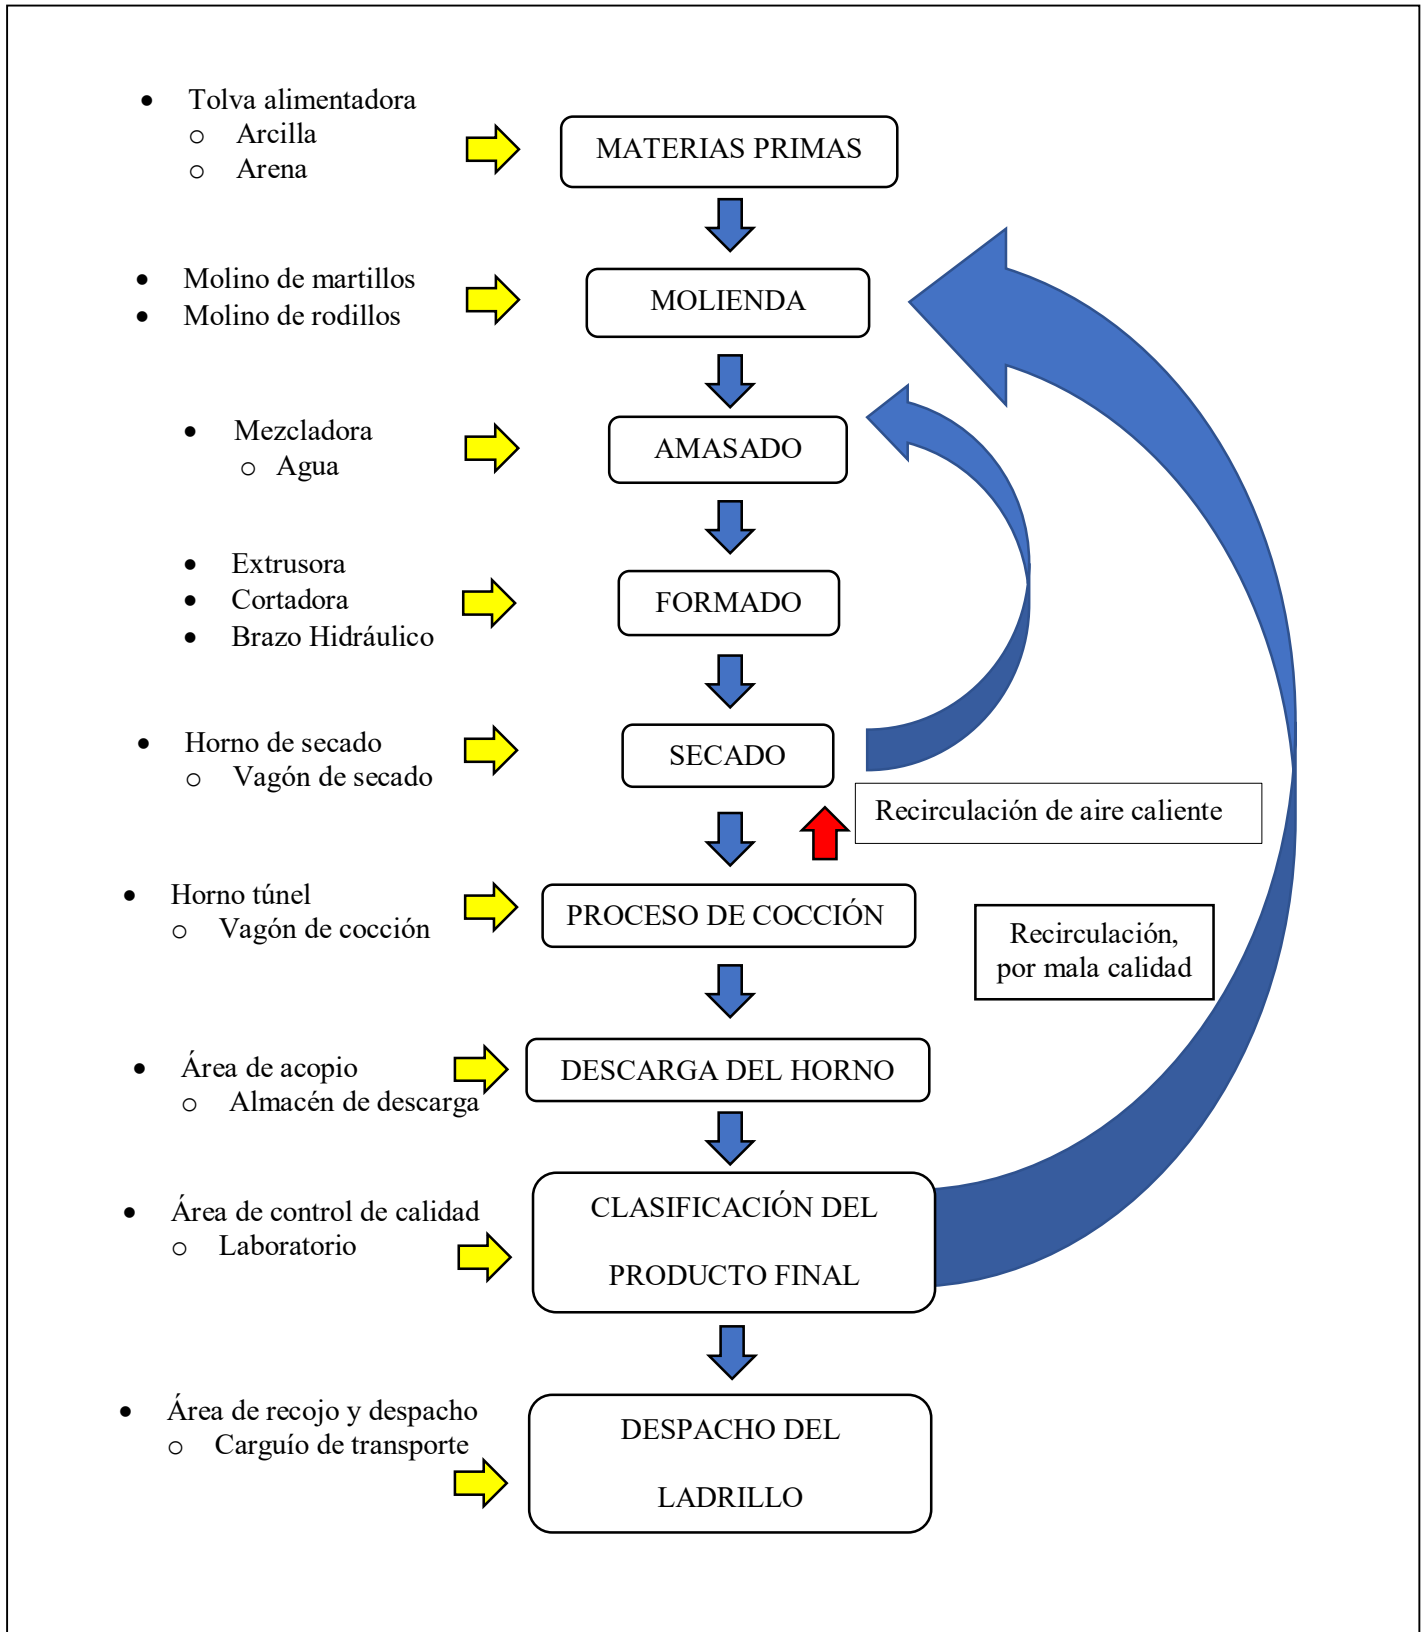 Tolva alimentadora
Arcilla
Arena
MATERIAS PRIMAS
Molino de martillos
Molino de rodillos
MOLIENDA
Mezcladora
Agua
AMASADO
Extrusora
Cortadora
Brazo Hidráulico
FORMADO
Horno de secado
Vagón de secado
SECADO
Recirculación de aire caliente
Horno túnel
Vagón de cocción
PROCESO DE COCCIÓN
Recirculación,
por mala calidad
Área de acopio
Almacén de descarga
DESCARGA DEL HORNO
Área de control de calidad
Laboratorio
CLASIFICACIÓN DEL
PRODUCTO FINAL
Área de recojo y despacho
Carguío de transporte
DESPACHO DEL
LADRILLO